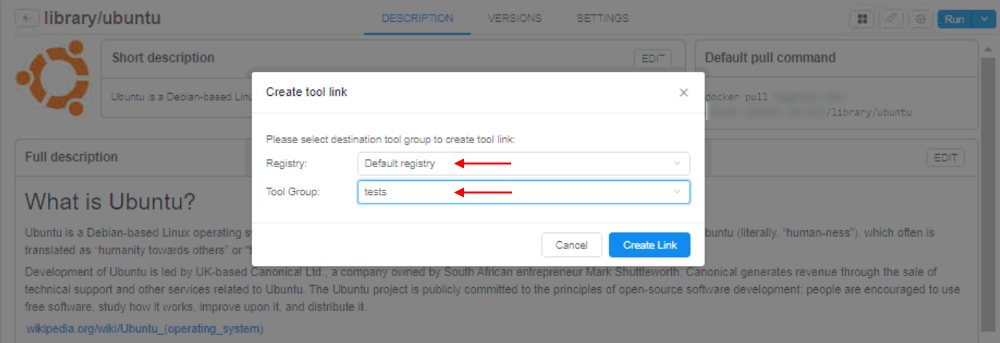 library/ubuntu
DESCRIPTION VERSIONS SETTINGS
Run
Short description EDIT
Default pull command
Ubuntu is a Debian-based Linu
docker pull
/library/ubuntu
Create tool link
Please select destination tool group to create tool link:
Registry: Default registry
Tool Group: tests
Cancel Create Link
Full description EDIT
What is Ubuntu?
Ubuntu is a Debian-based Linux operating sy buntu (literally, "human-ness"), which often is
translated as "humanity towards others" or "t
Development of Ubuntu is led by UK-based Canonical Ltd., a company owned by South African entrepreneur Mark Shuttleworth. Canonical generates revenue through the sale of
technical support and other services related to Ubuntu. The Ubuntu project is publicly committed to the principles of open-source software development; people are encouraged to use
free software, study how it works, improve upon it, and distribute it.
wikipedia.org/wiki/Ubuntu_(operating_system)